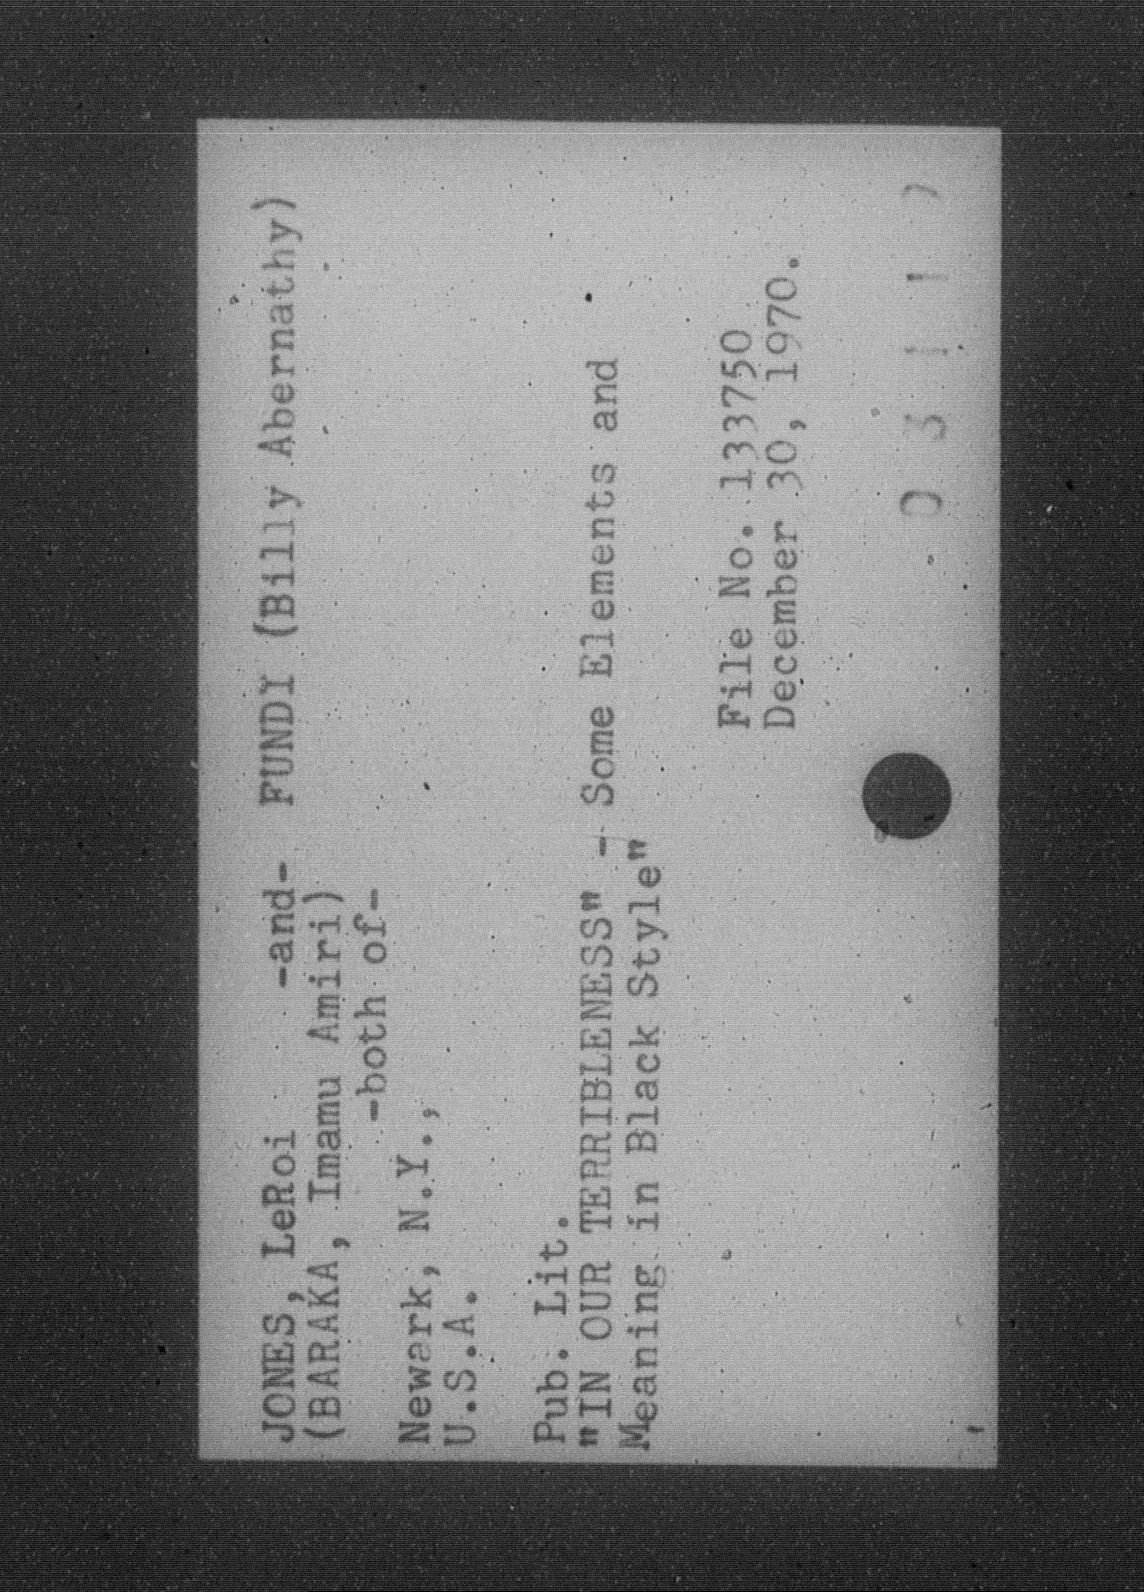 JONES, LeRoi -and- FUNDI (Billy Abernathy)
(BARAKA, Imamu Amiri)
-both of-
Newark, N.Y.,
U.S.A.
Pub. Lit.
"IN OUR TERRIBLENESS" - Some Elements and
Meaning in Black Style"
File No. 133750
December 30, 1970.